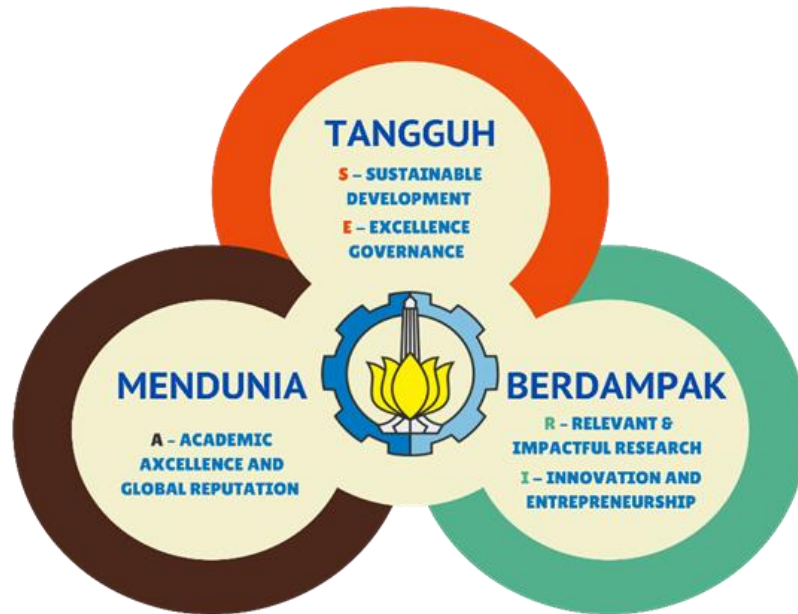 TANGGUH
S – SUSTAINABLE
DEVELOPMENT
E – EXCELLENCE
GOVERNANCE
MENDUNIA
A – ACADEMIC
AXCELLENCE AND
GLOBAL REPUTATION
BERDAMPAK
R – RELEVANT &
IMPACTFUL RESEARCH
I – INNOVATION AND
ENTREPRENEURSHIP